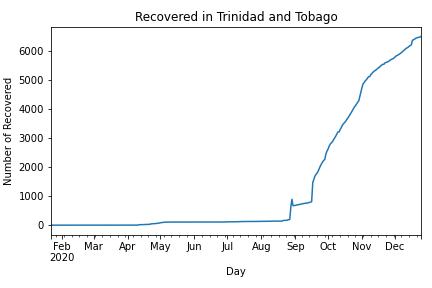 Recovered in Trinidad and Tobago
Number of Recovered
6000
5000
4000
3000
2000
1000
0
Feb Mar Apr May Jun Jul Aug Sep Oct Nov Dec
2020
Day